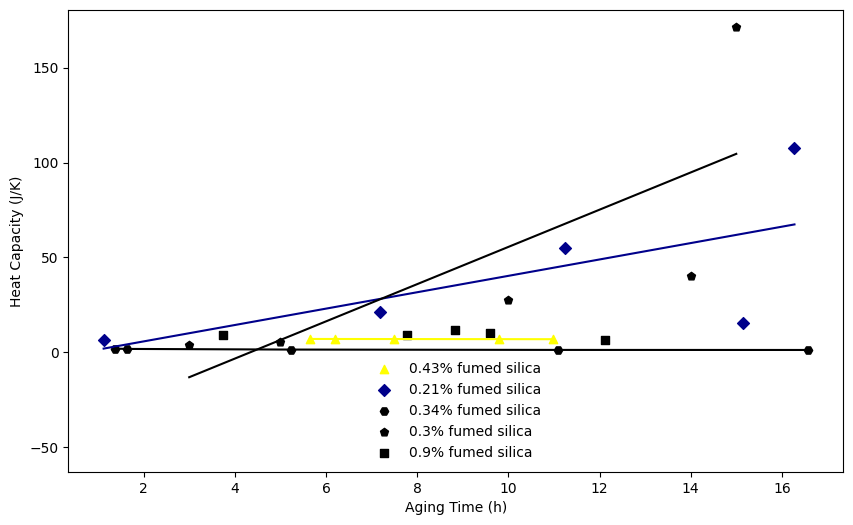 150
100
50
0
−50
Heat Capacity (J/K)
0.43% fumed silica
0.21% fumed silica
0.34% fumed silica
0.3% fumed silica
0.9% fumed silica
2 4 6 8 10 12 14 16
Aging Time (h)